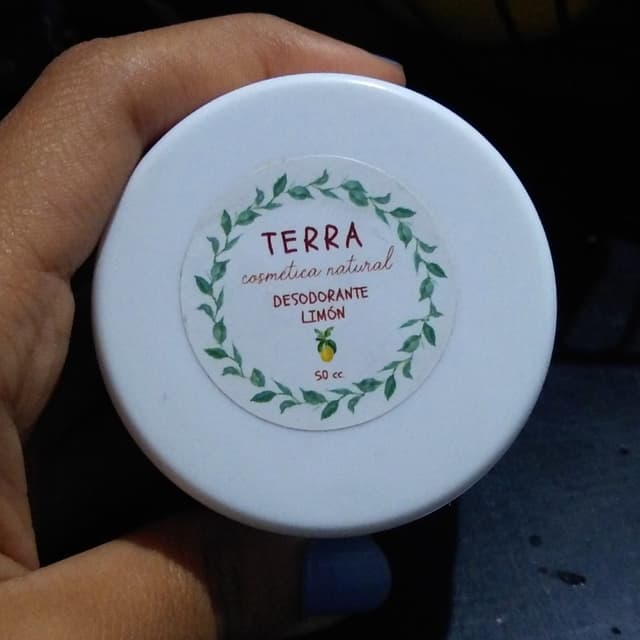 TERRA
cosmética natural
DESODORANTE
LIMÓN
50 cc.